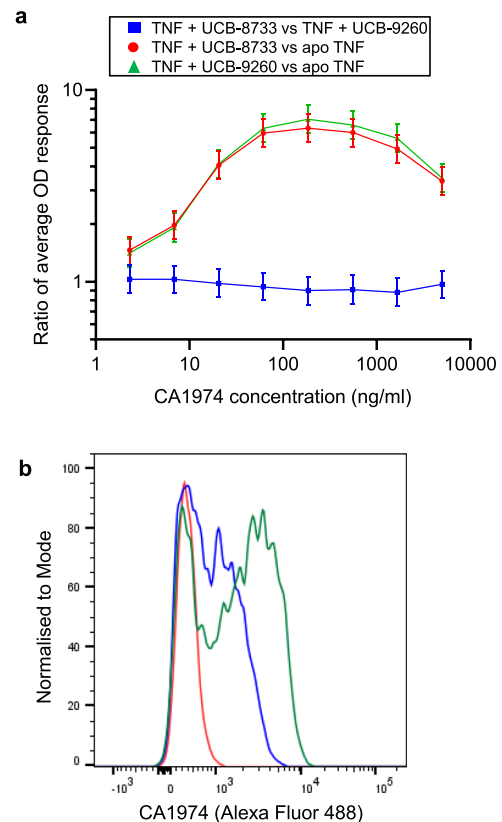 a
TNF + UCB-8733 vs TNF + UCB-9260
TNF + UCB-8733 vs apo TNF
TNF + UCB-9260 vs apo TNF
Ratio of average OD response
10
1
1 10 100 1000 10000
CA1974 concentration (ng/ml)
b
Normalised to Mode
100
80
60
40
20
0
-10³ 0 10³ 10⁴ 10⁵
CA1974 (Alexa Fluor 488)